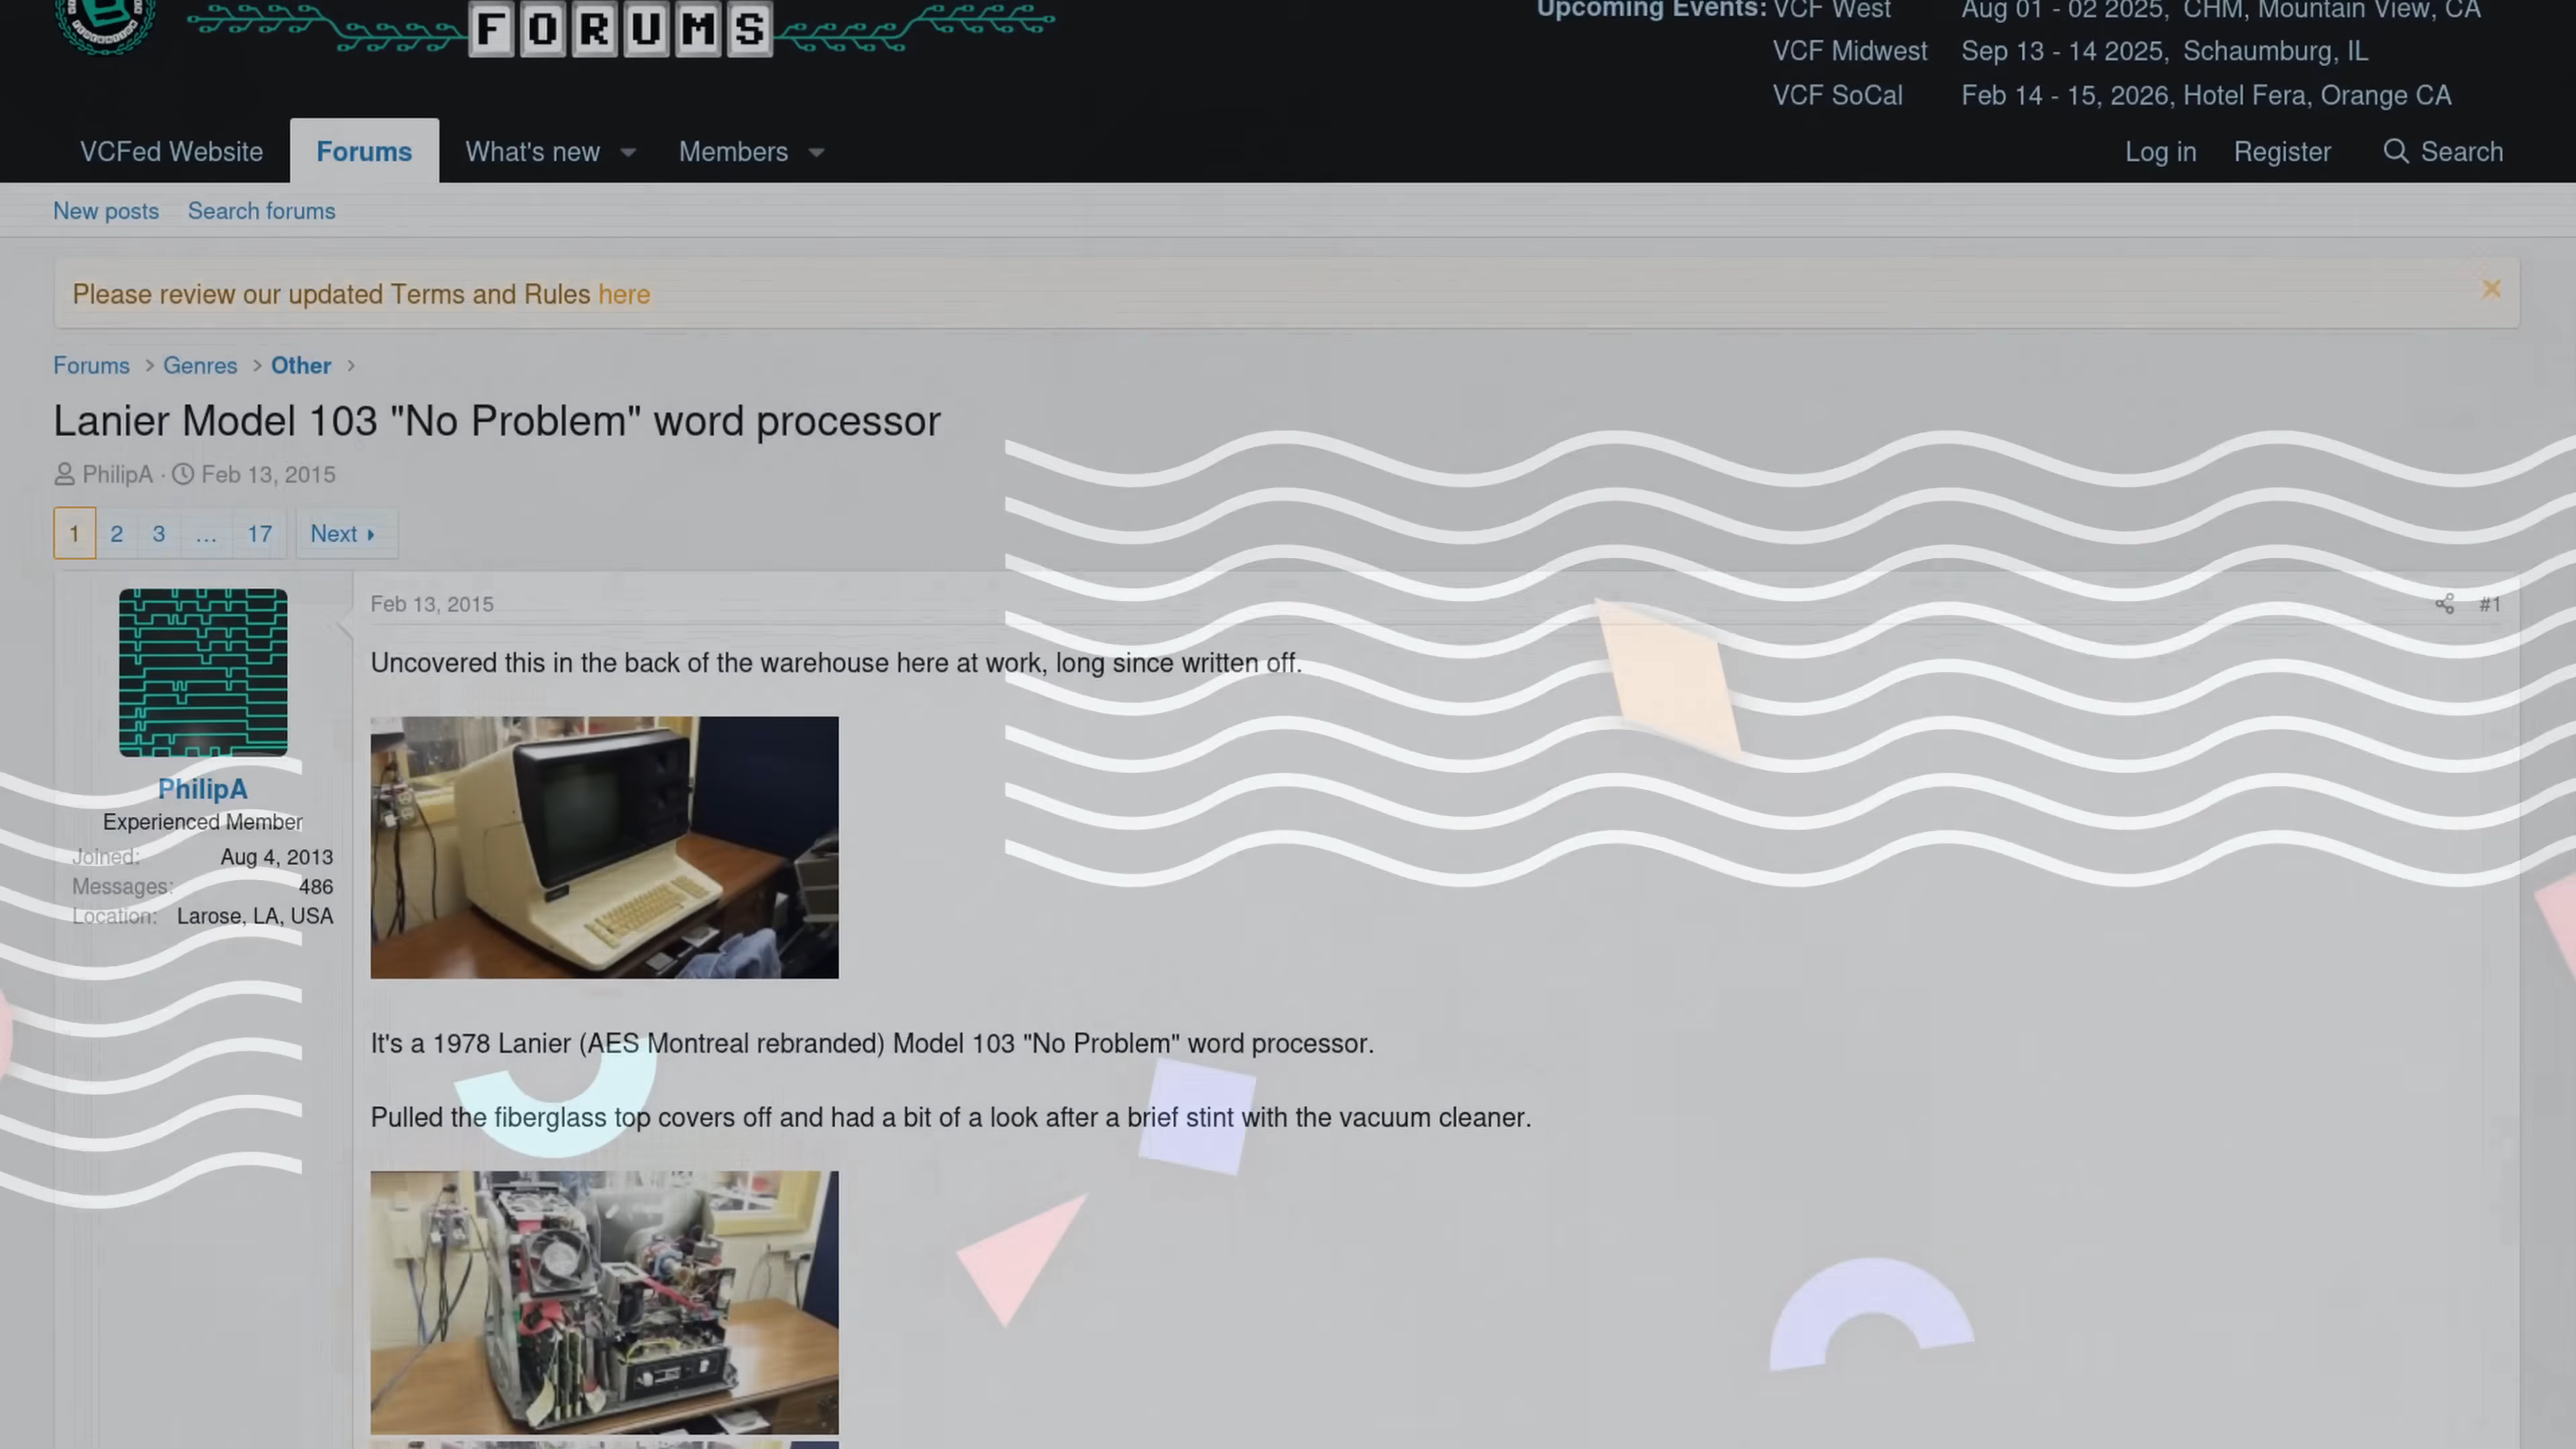 FORUMS
Upcoming Events: VCF West Aug 01 - 02 2025, CHM, Mountain View, CA
VCF Midwest Sep 13 - 14 2025, Schaumburg, IL
VCF SoCal Feb 14 - 15, 2026, Hotel Fera, Orange CA
VCFed Website Forums What's new Members Log in Register Search
New posts Search forums
Please review our updated Terms and Rules here
Forums > Genres > Other >
Lanier Model 103 "No Problem" word processor
PhilipA · Feb 13, 2015
1 2 3 … 17 Next
Feb 13, 2015 #1
Uncovered this in the back of the warehouse here at work, long since written off.
PhilipA
Experienced Member
Joined: Aug 4, 2013
Messages: 486
Location: Larose, LA, USA
It's a 1978 Lanier (AES Montreal rebranded) Model 103 "No Problem" word processor.
Pulled the fiberglass top covers off and had a bit of a look after a brief stint with the vacuum cleaner.